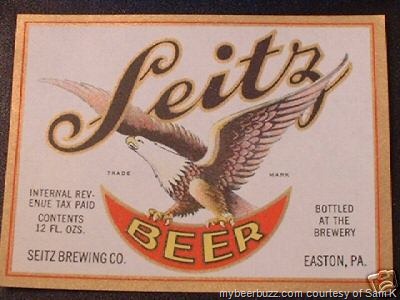 Seitz
TRADE MARK
BEER
INTERNAL REV-
ENUE TAX PAID
CONTENTS
12 FL. OZS.
SEITZ BREWING CO.
BOTTLED
AT THE
BREWERY
EASTON, PA.
mybeerbuzz.com courtesy of Sam K